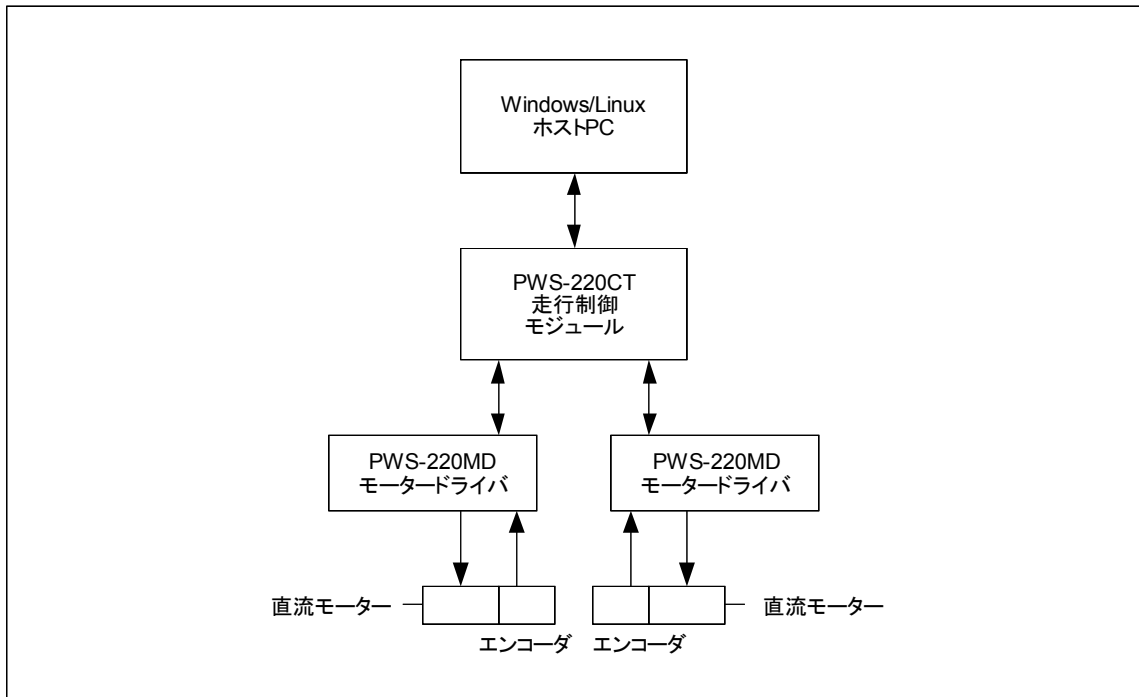 Windows/Linux
ホストPC
PWS-220CT
走行制御
モジュール
PWS-220MD
モータードライバ
PWS-220MD
モータードライバ
直流モーター
エンコーダ
エンコーダ
直流モーター